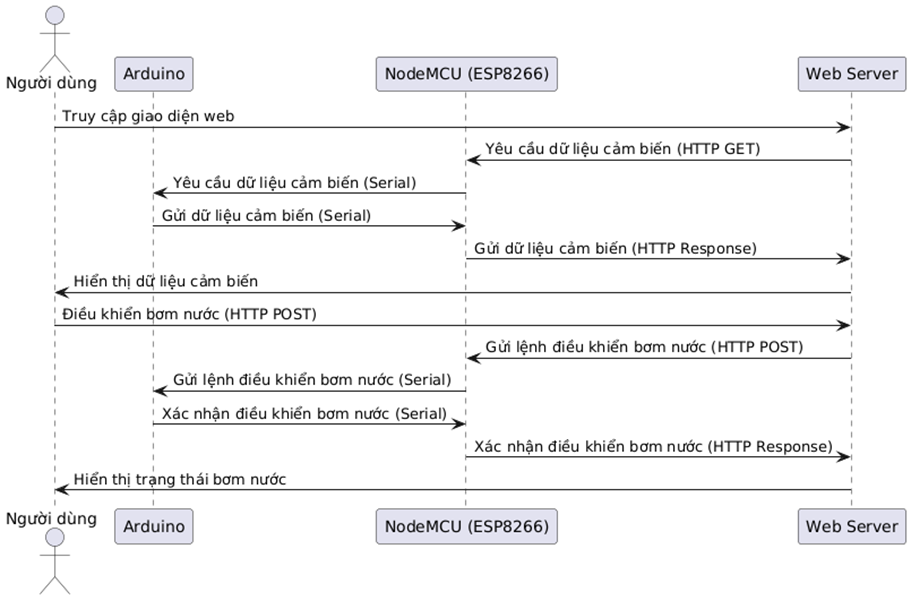 Người dùng
Arduino
NodeMCU (ESP8266)
Web Server
Truy cập giao diện web
Yêu cầu dữ liệu cảm biến (HTTP GET)
Yêu cầu dữ liệu cảm biến (Serial)
Gửi dữ liệu cảm biến (Serial)
Gửi dữ liệu cảm biến (HTTP Response)
Hiển thị dữ liệu cảm biến
Điều khiển bơm nước (HTTP POST)
Gửi lệnh điều khiển bơm nước (HTTP POST)
Gửi lệnh điều khiển bơm nước (Serial)
Xác nhận điều khiển bơm nước (Serial)
Xác nhận điều khiển bơm nước (HTTP Response)
Hiển thị trạng thái bơm nước
Người dùng
Arduino
NodeMCU (ESP8266)
Web Server